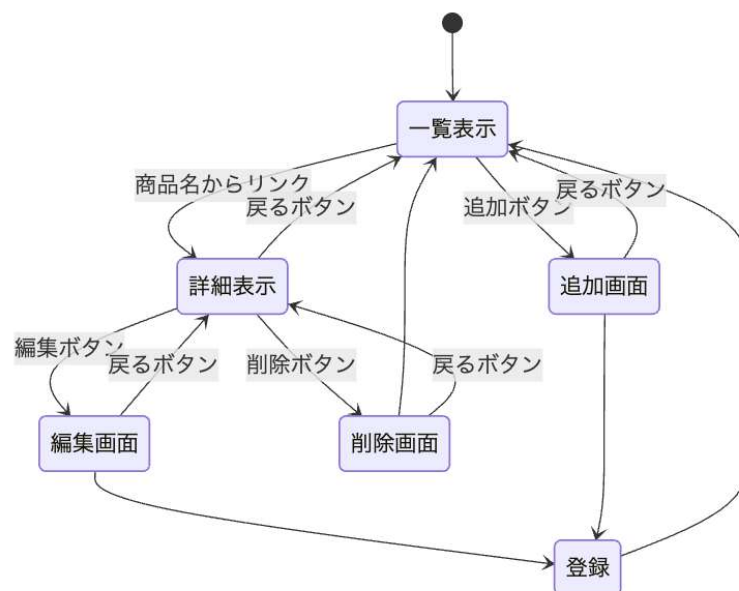 一覧表示
商品名からリンク
戻るボタン
追加ボタン
戻るボタン
詳細表示
追加画面
編集ボタン
戻るボタン
削除ボタン
戻るボタン
編集画面
削除画面
登録